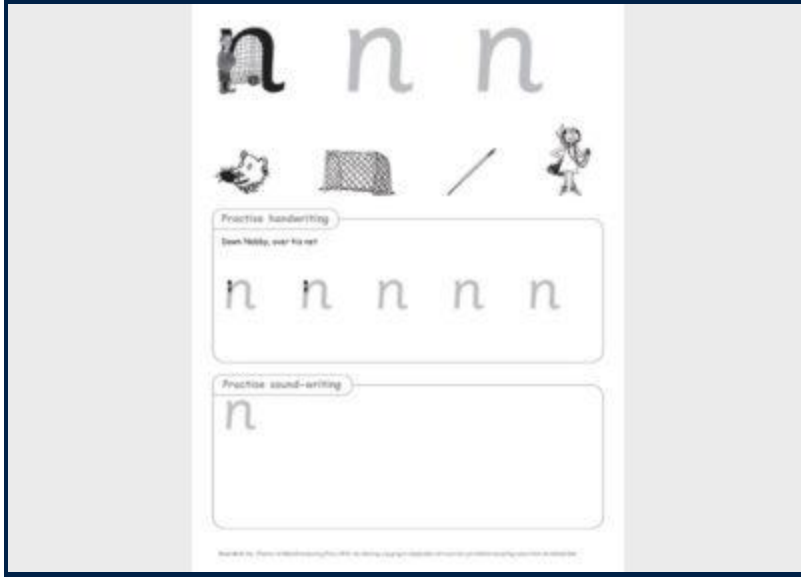 n n n
Practise handwriting
Down Nobby, over his net
n n n n n
Practise sound-writing
n